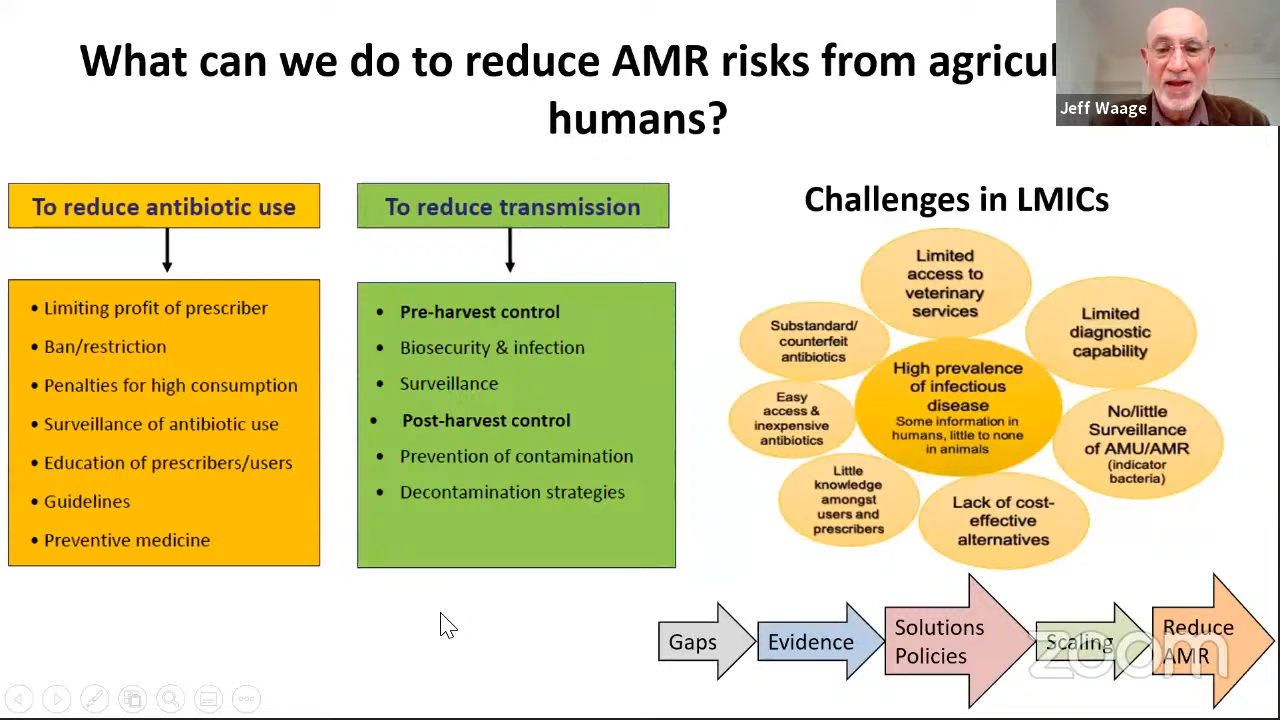 What can we do to reduce AMR risks from
humans?
Jeff Waage
To reduce antibiotic use
• Limiting profit of prescriber
• Ban/restriction
• Penalties for high consumption
• Surveillance of antibiotic use
• Education of prescribers/users
• Guidelines
• Preventive medicine
To reduce transmission
• Pre-harvest control
• Biosecurity & infection
• Surveillance
• Post-harvest control
• Prevention of contamination
• Decontamination strategies
Challenges in LMICs
Limited
access to
veterinary
services
Limited
diagnostic
capability
Substandard/
counterfeit
antibiotics
High prevalence
of infectious
disease
Some information in
humans, little to none
in animals
Easy
access &
inexpensive
antibiotics
No/little
Surveillance
of AMU/AMR
(indicator
bacteria)
Little
knowledge
amongst
users and
prescribers
Lack of cost-
effective
alternatives
Gaps
Evidence
Solutions
Policies
Scaling
Reduce
AMR
zoom